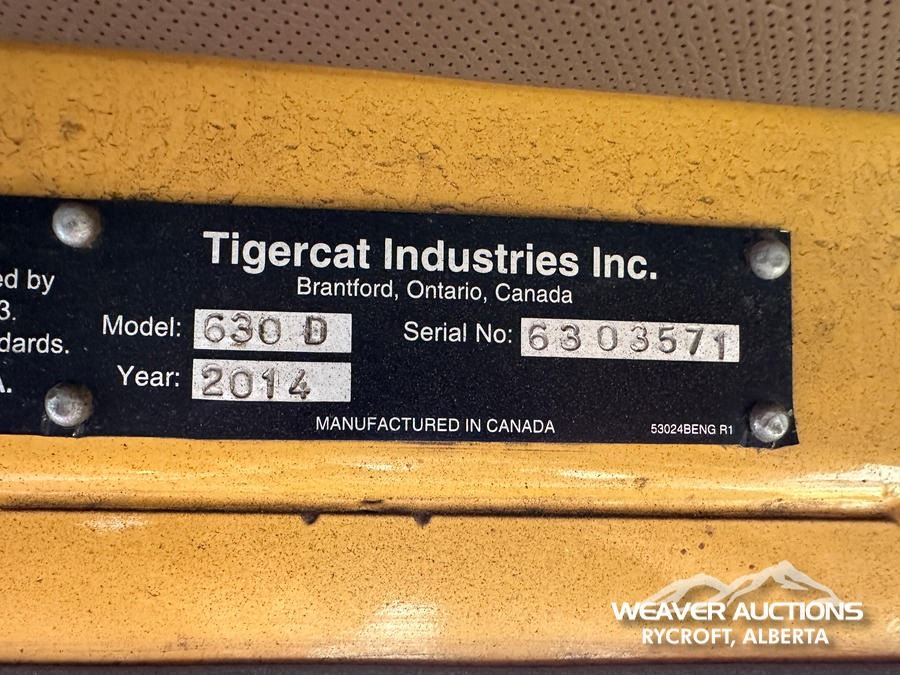 Tigercat Industries Inc.
Brantford, Ontario, Canada
ed by
3.
dards.
A.
Model: 630 D
Serial No: 6303571
Year: 2014
MANUFACTURED IN CANADA
53024BENG R1
WEAVER AUCTIONS
RYCROFT, ALBERTA